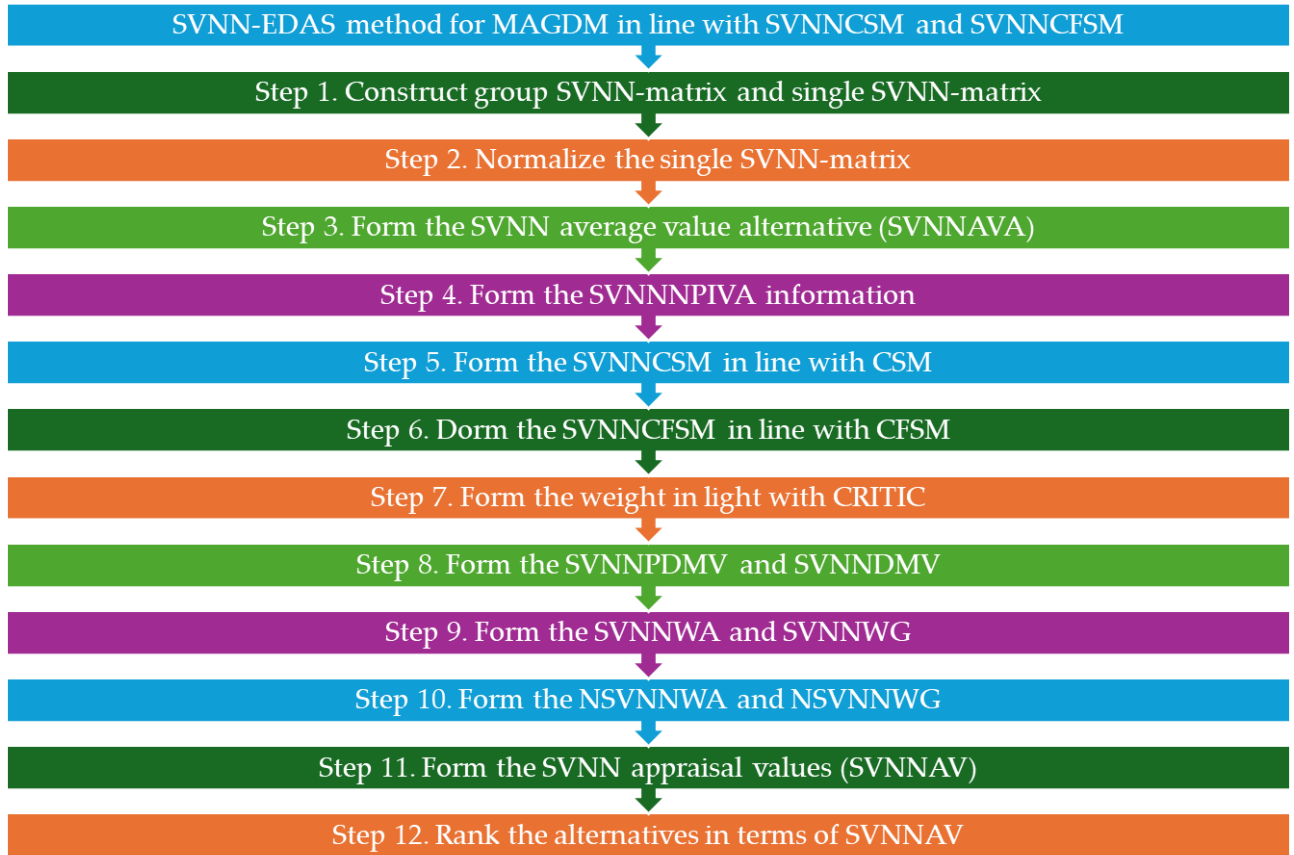 SVNN-EDAS method for MAGDM in line with SVNNCSM and SVNNCFSM
Step 1. Construct group SVNN-matrix and single SVNN-matrix
Step 2. Normalize the single SVNN-matrix
Step 3. Form the SVNN average value alternative (SVNNAVA)
Step 4. Form the SVNNNPIVA information
Step 5. Form the SVNNCSM in line with CSM
Step 6. Dorm the SVNNCFSM in line with CFSM
Step 7. Form the weight in light with CRITIC
Step 8. Form the SVNNPDMV and SVNNDMV
Step 9. Form the SVNNWA and SVNNWG
Step 10. Form the NSVNNWA and NSVNNWG
Step 11. Form the SVNN appraisal values (SVNNAV)
Step 12. Rank the alternatives in terms of SVNNAV